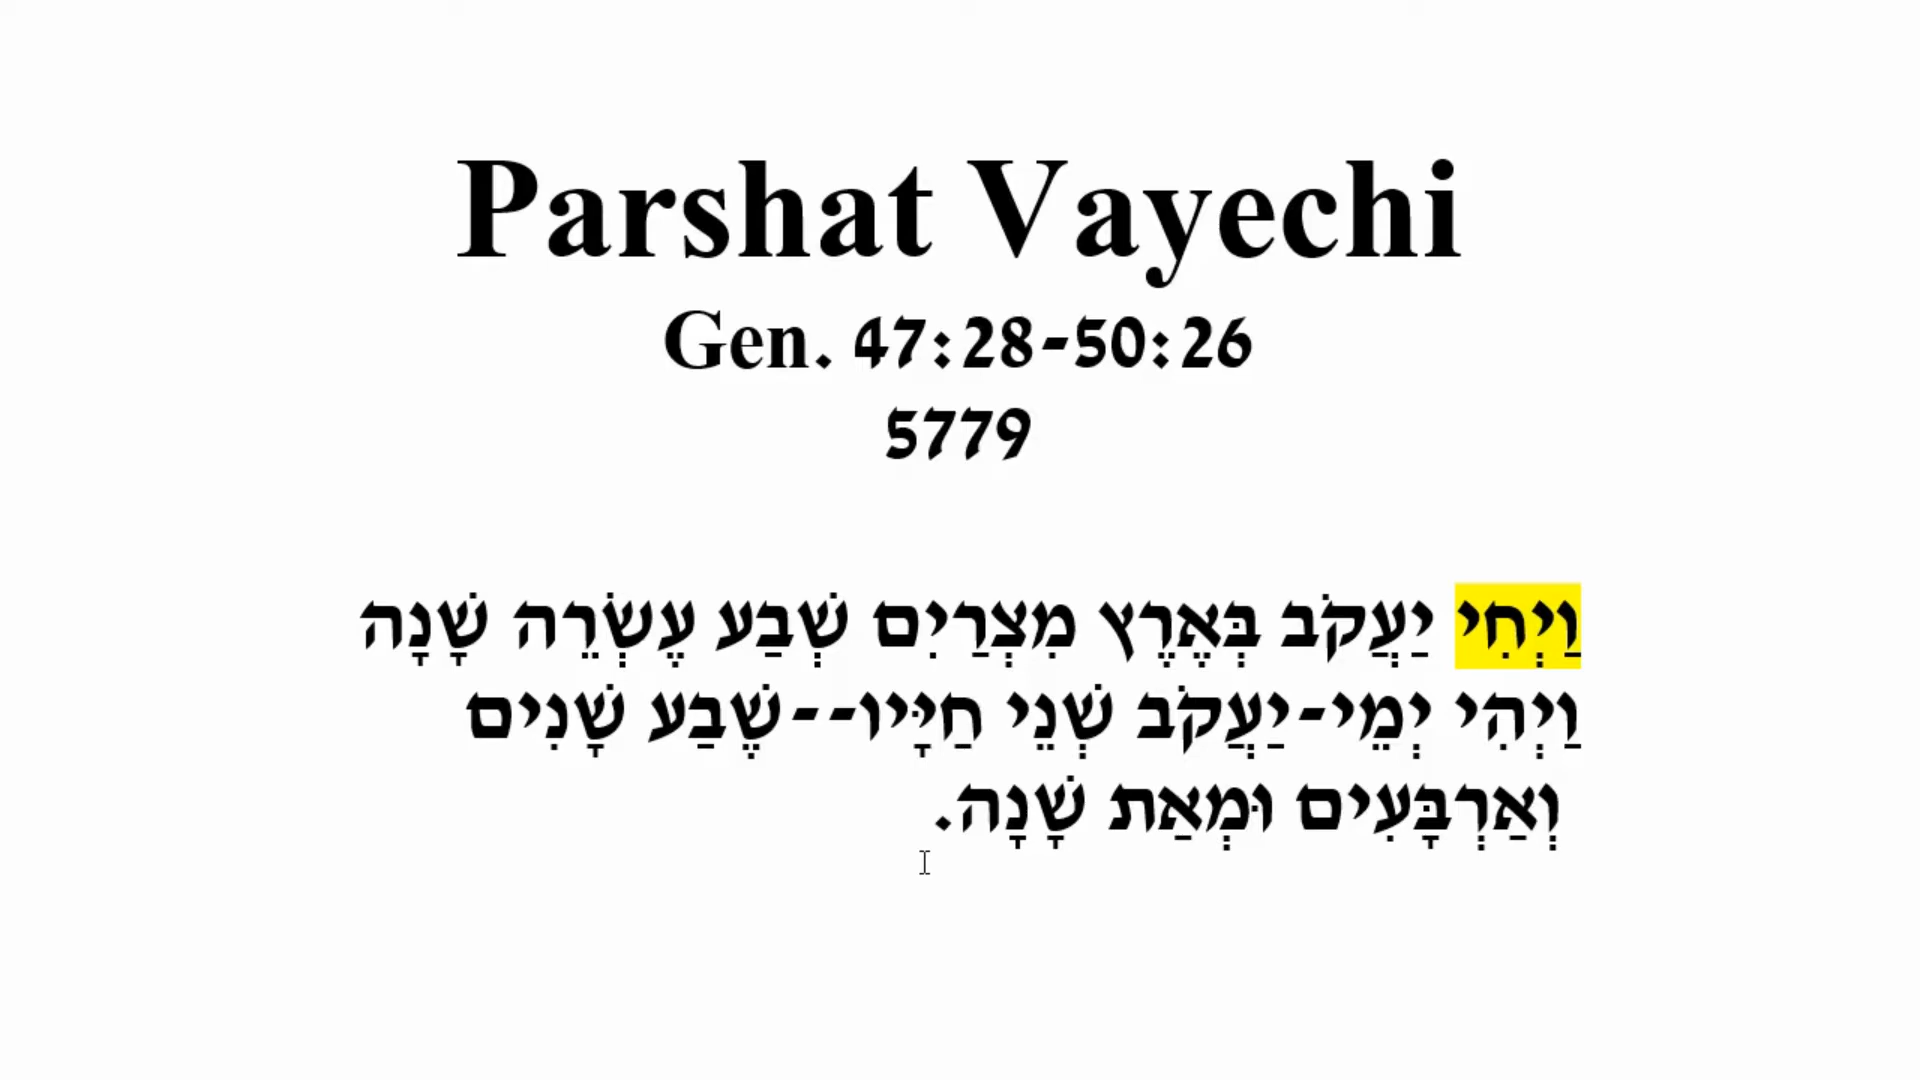 Parshat Vayechi
Gen. 47:28-50:26
5779
וַיְחִי יַעֲקֹב בְּאֶרֶץ מִצְרַיִם שְׁבַע עֶשְׂרֵה שָׁנָה
וַיְהִי יְמֵי-יַעֲקֹב שְׁנֵי חַיָּיו--שֶׁבַע שָׁנִים
וְאַרְבָּעִים וּמְאַת שָׁנָה.